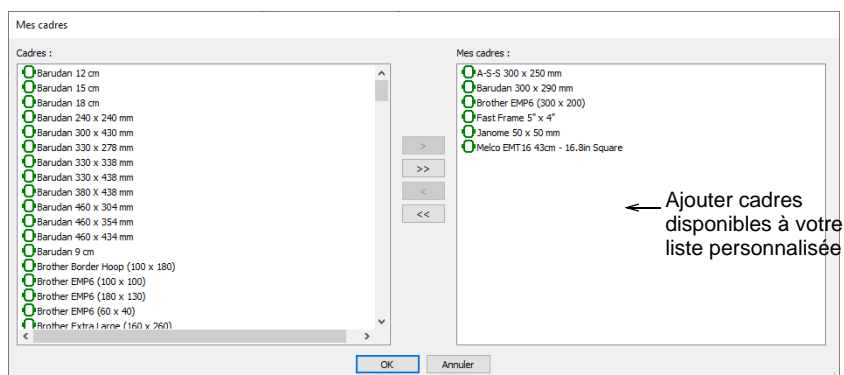 Mes cadres
Cadres :
Barudan 12 cm
Barudan 15 cm
Barudan 18 cm
Barudan 240 x 240 mm
Barudan 300 x 430 mm
Barudan 330 x 278 mm
Barudan 330 x 338 mm
Barudan 330 x 438 mm
Barudan 380 X 438 mm
Barudan 460 x 304 mm
Barudan 460 x 354 mm
Barudan 460 x 434 mm
Barudan 9 cm
Brother Border Hoop (100 x 180)
Brother EMP6 (100 x 100)
Brother EMP6 (180 x 130)
Brother EMP6 (60 x 40)
Brother Extra Large (160 x 260)
>
>>
<
<<
Mes cadres :
A-S-S 300 x 250 mm
Barudan 300 x 290 mm
Brother EMP6 (300 x 200)
Fast Frame 5" x 4"
Janome 50 x 50 mm
Melco EMT16 43cm - 16.8in Square
Ajouter cadres
disponibles à votre
liste personnalisée
OK
Annuler